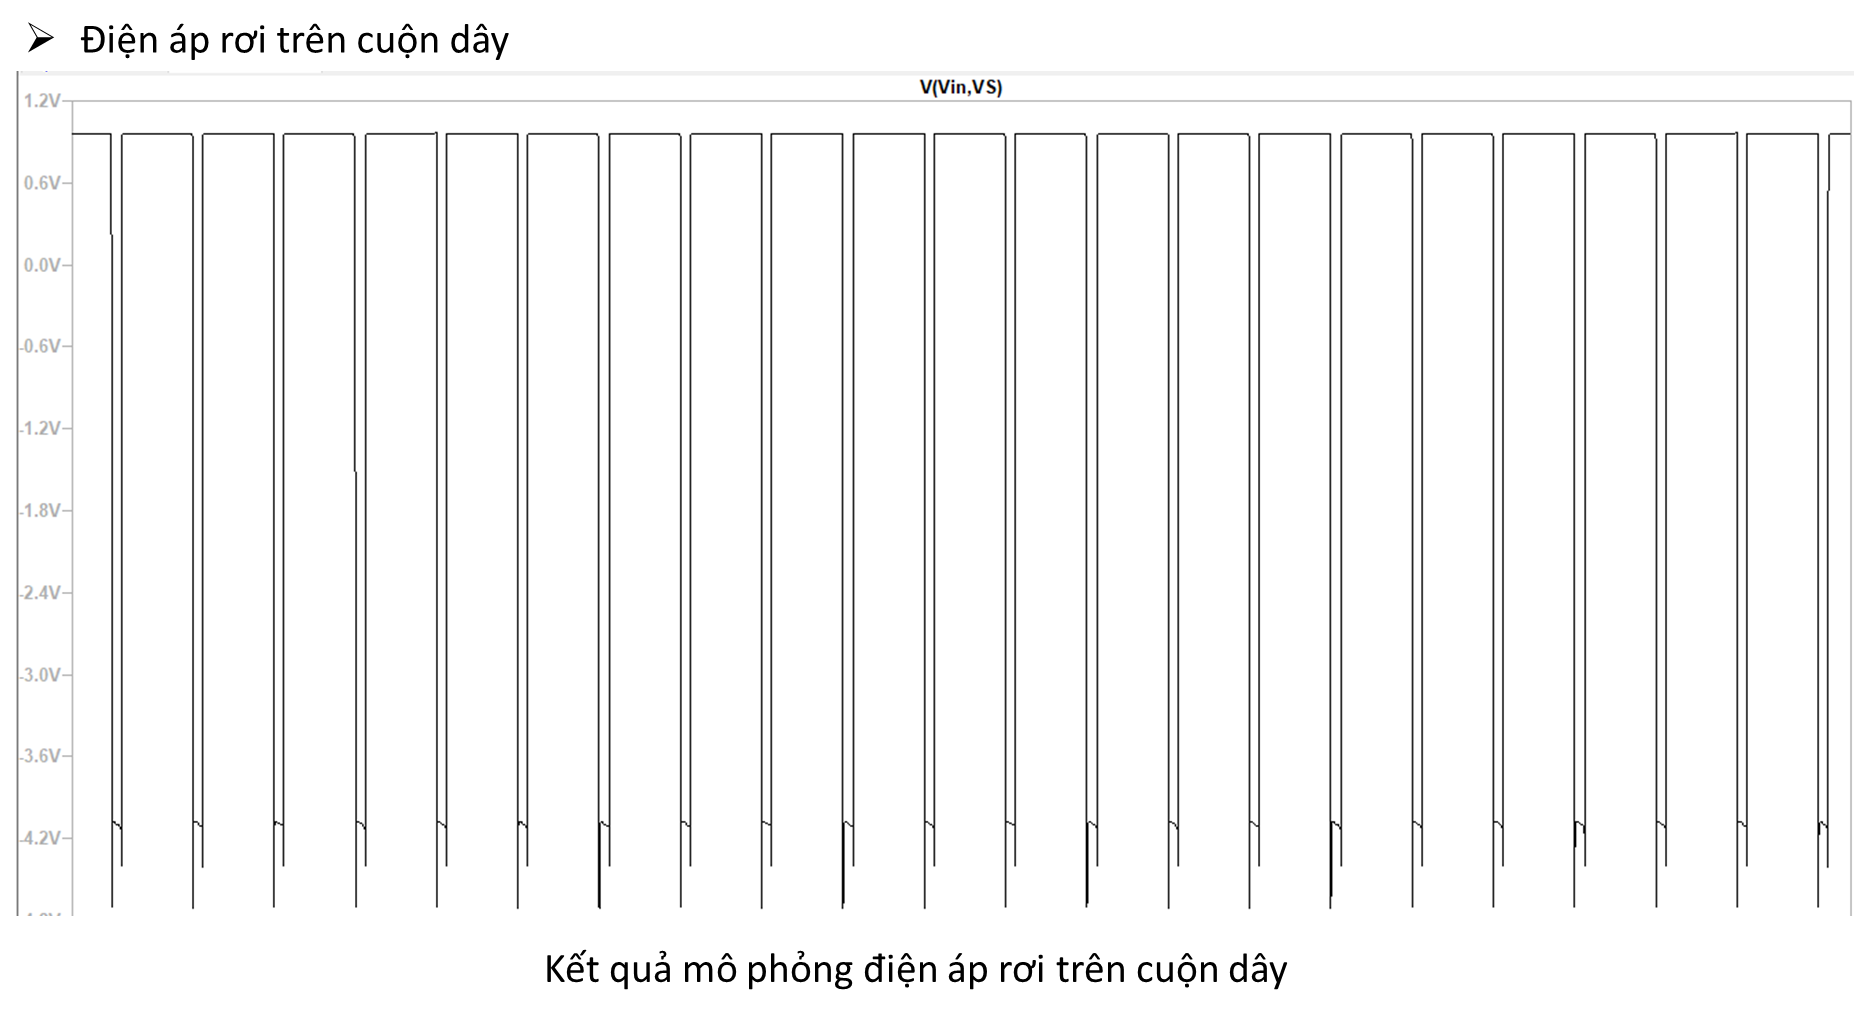 ➢ Điện áp rơi trên cuộn dây
V(Vin,VS)
1.2V
0.6V
0.0V
-0.6V
-1.2V
-1.8V
-2.4V
-3.0V
-3.6V
-4.2V
Kết quả mô phỏng điện áp rơi trên cuộn dây